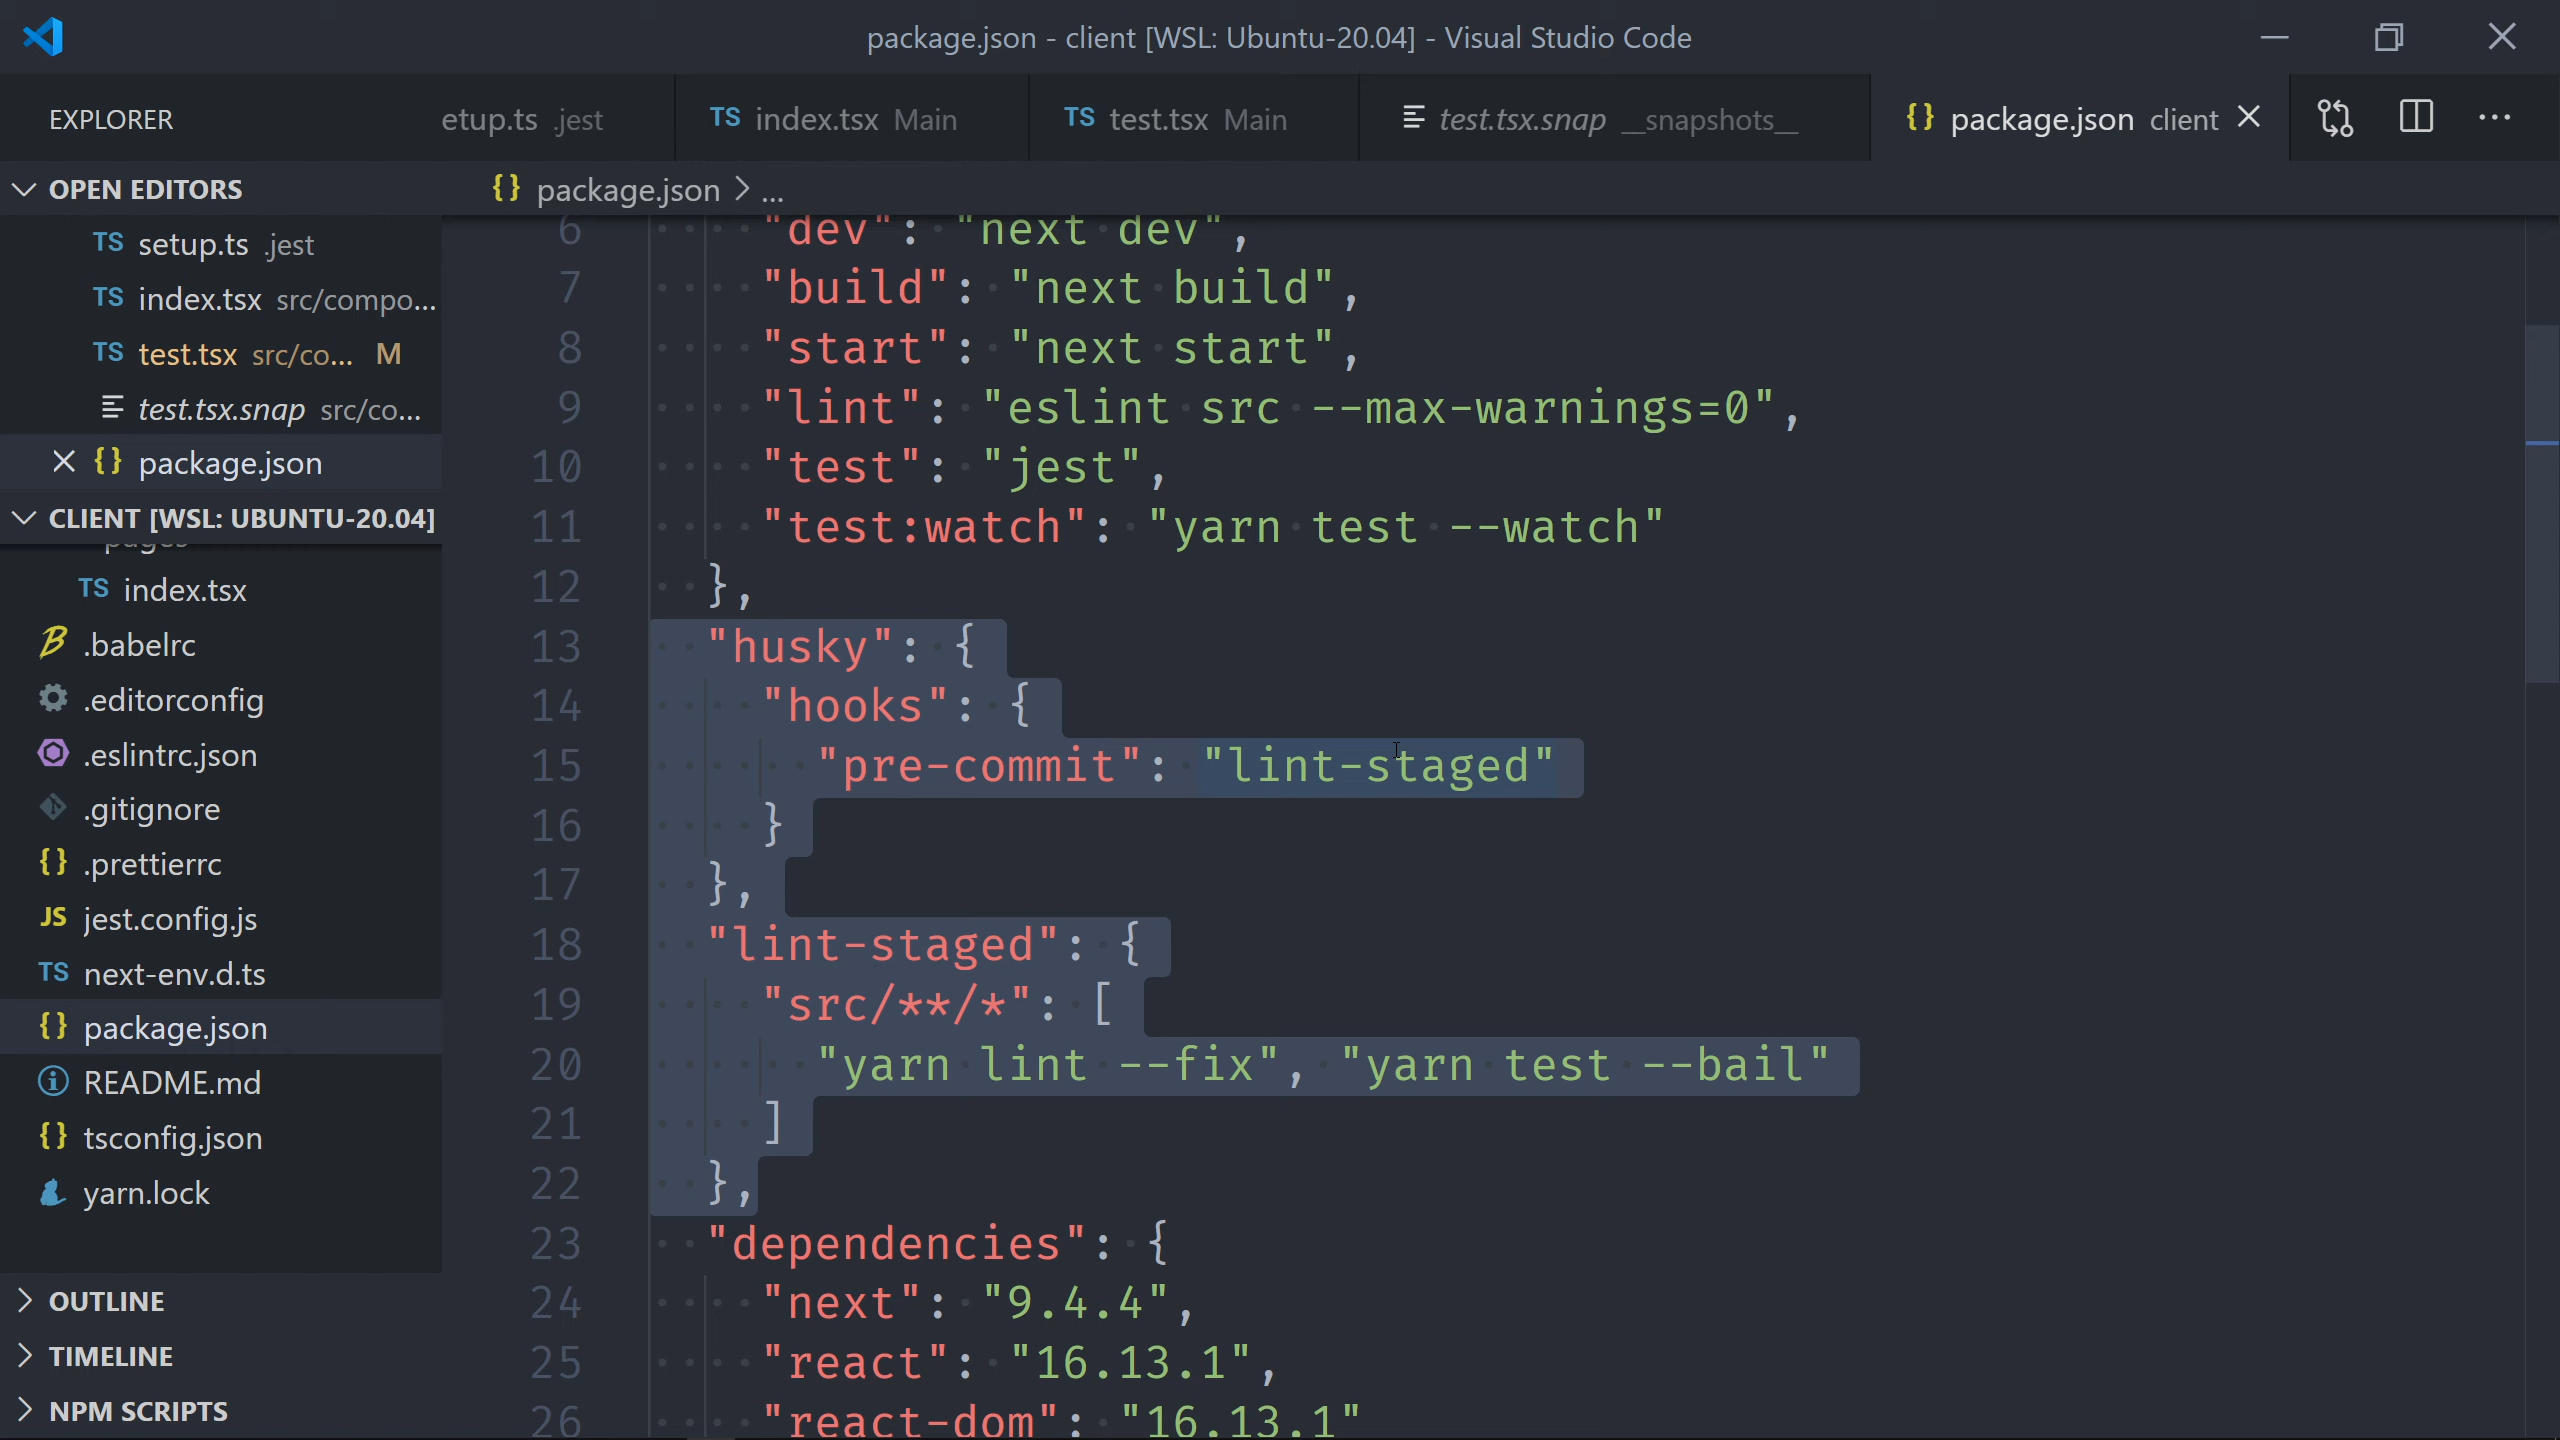 package.json - client [WSL: Ubuntu-20.04] - Visual Studio Code
EXPLORER
etup.ts .jest
TS index.tsx Main
TS test.tsx Main
test.tsx.snap __snapshots__
{} package.json client
OPEN EDITORS
{} package.json > ...
TS setup.ts .jest
TS index.tsx src/compo...
TS test.tsx src/co... M
test.tsx.snap src/co...
{} package.json
CLIENT [WSL: UBUNTU-20.04]
pages
TS index.tsx
.babelrc
.editorconfig
.eslintrc.json
.gitignore
{} .prettierrc
JS jest.config.js
TS next-env.d.ts
{} package.json
README.md
{} tsconfig.json
yarn.lock
OUTLINE
TIMELINE
NPM SCRIPTS
6 "dev": "next dev",
7 "build": "next build",
8 "start": "next start",
9 "lint": "eslint src --max-warnings=0",
10 "test": "jest",
11 "test:watch": "yarn test --watch"
12 },
13 "husky": {
14 "hooks": {
15 "pre-commit": "lint-staged"
16 }
17 },
18 "lint-staged": {
19 "src/**/*": [
20 "yarn lint --fix", "yarn test --bail"
21 ]
22 },
23 "dependencies": {
24 "next": "9.4.4",
25 "react": "16.13.1",
26 "react-dom": "16.13.1"